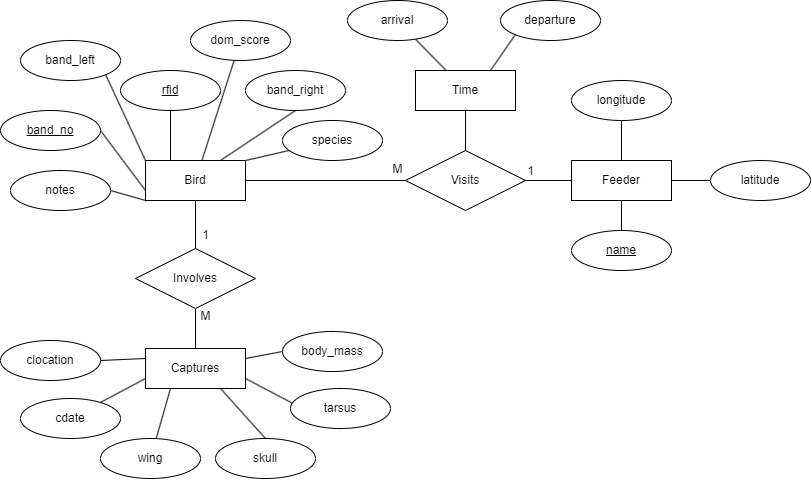 arrival
departure
dom_score
band_left
rfid
band_right
Time
longitude
band_no
species
M
1
notes
Bird
Visits
Feeder
latitude
1
name
Involves
M
clocation
body_mass
Captures
tarsus
cdate
wing
skull